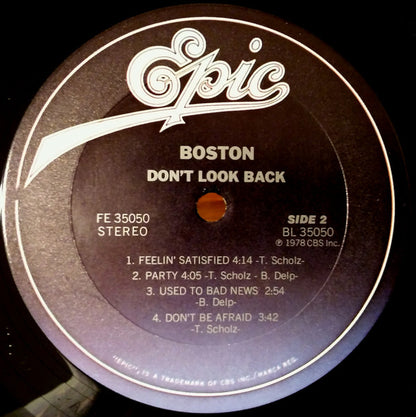 Epic
BOSTON
DON'T LOOK BACK
FE 35050
STEREO
SIDE 2
BL 35050
℗ 1978 CBS Inc.
1. FEELIN' SATISFIED 4:14 -T. Scholz-
2. PARTY 4:05 -T. Scholz - B. Delp-
3. USED TO BAD NEWS 2:54
-B. Delp-
4. DON'T BE AFRAID 3:42
-T. Scholz-
"EPIC", IS A TRADEMARK OF CBS INC./MARCA REG.